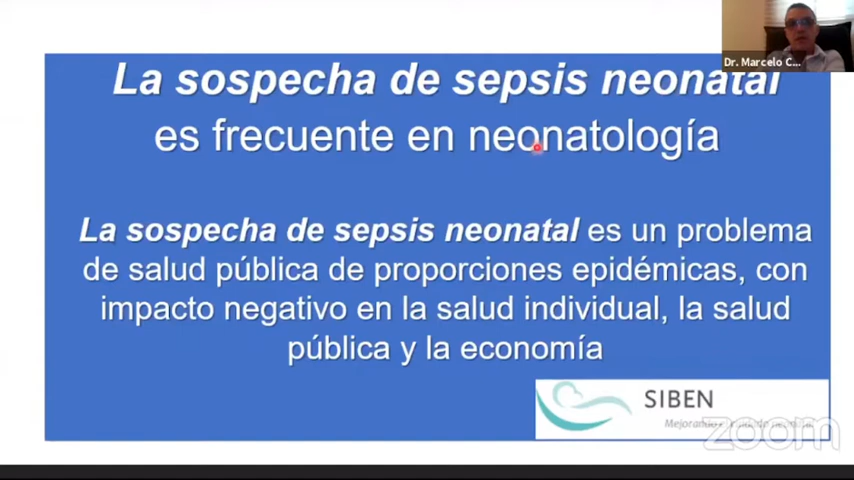 La sospecha de sepsis neonatal
es frecuente en neonatología
La sospecha de sepsis neonatal es un problema
de salud pública de proporciones epidémicas, con
impacto negativo en la salud individual, la salud
pública y la economía
Dr. Marcelo C...
SIBEN
Mejorando
zoom